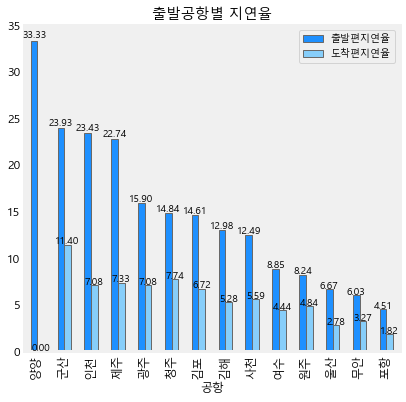 출발공항별 지연율
출발편지연율
도착편지연율
35
30
25
20
15
10
5
0
33.33
23.93
23.43
22.74
15.90
14.84
14.61
12.98
12.49
8.85
8.24
6.67
6.03
4.51
0.00
11.40
7.08
7.33
7.08
7.74
6.72
5.28
5.59
4.44
4.84
2.78
3.27
1.82
양양
군산
인천
제주
광주
청주
김포
김해
사천
여수
원주
울산
무안
포항
공항